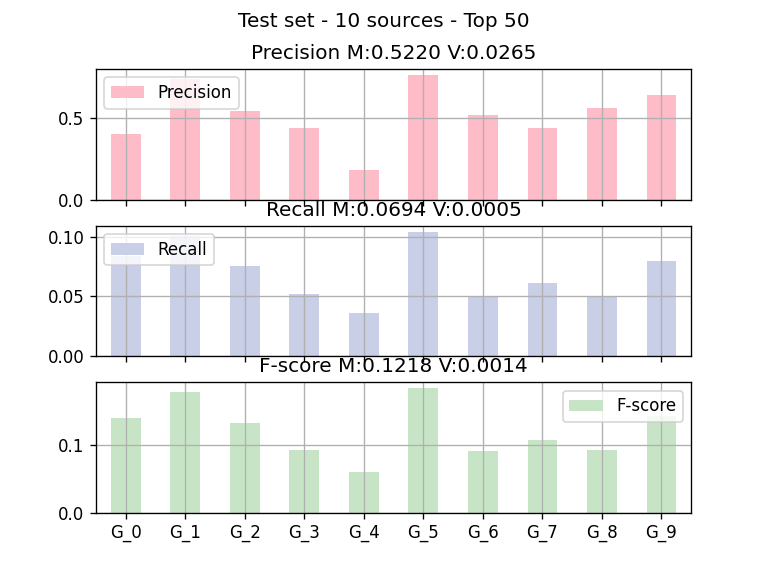 Test set - 10 sources - Top 50
Precision M:0.5220 V:0.0265
Precision
0.5
0.0
Recall M:0.0694 V:0.0005
Recall
0.10
0.05
0.00
F-score M:0.1218 V:0.0014
F-score
0.1
0.0
G_0 G_1 G_2 G_3 G_4 G_5 G_6 G_7 G_8 G_9